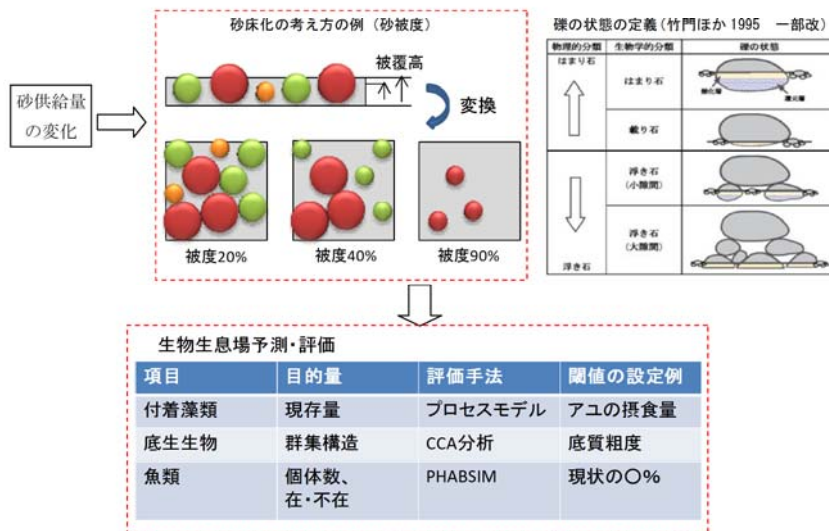 砂床化の考え方の例（砂被度）
被覆高
変換
砂供給量
の変化
被度20%
被度40%
被度90%
礫の状態の定義（竹門ほか 1995　一部改）
物理的分類
生物学的分類
礫の状態
はまり石
はまり石
載り石
浮き石
(小隙間)
浮き石
(大隙間)
浮き石
生物生息場予測・評価
項目
目的量
評価手法
閾値の設定例
付着藻類
現存量
プロセスモデル
アユの摂食量
底生生物
群集構造
CCA分析
底質粗度
魚類
個体数、
在・不在
PHABSIM
現状の〇%